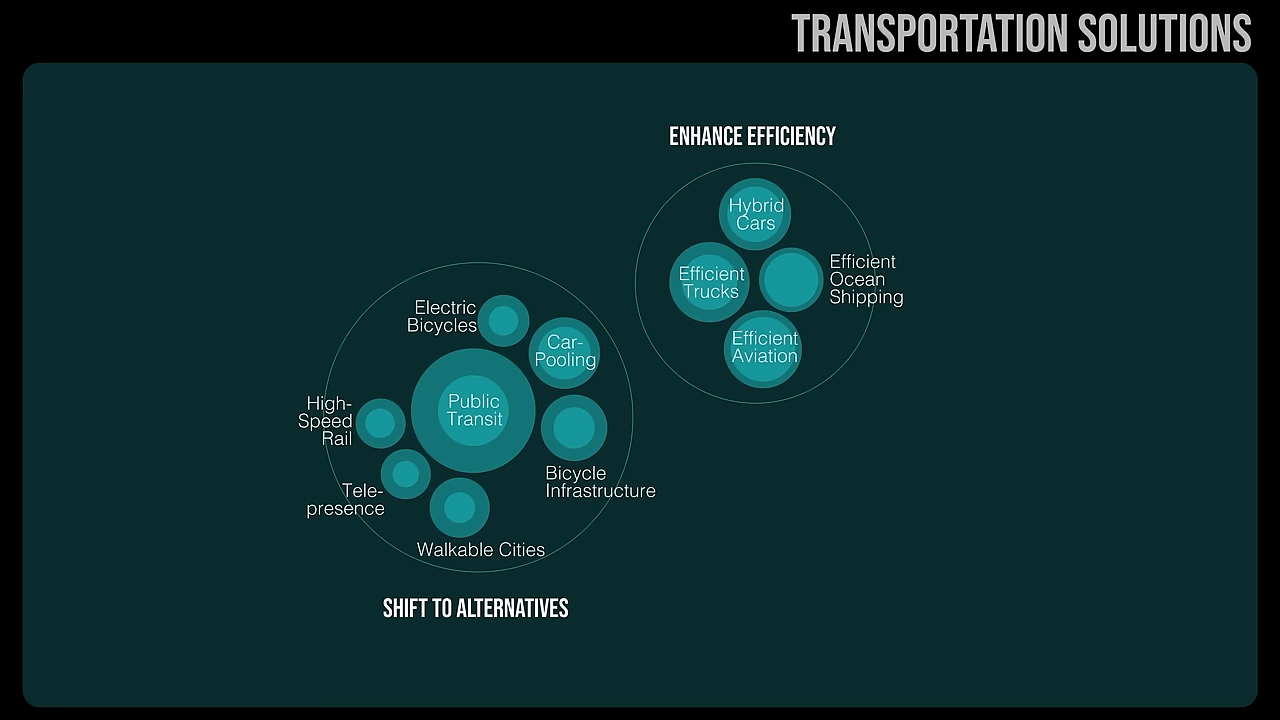 TRANSPORTATION SOLUTIONS
ENHANCE EFFICIENCY
Hybrid
Cars
Efficient
Trucks
Efficient
Ocean
Shipping
Efficient
Aviation
Electric
Bicycles
Car-
Pooling
Public
Transit
High-
Speed
Rail
Bicycle
Infrastructure
Tele-
presence
Walkable Cities
SHIFT TO ALTERNATIVES